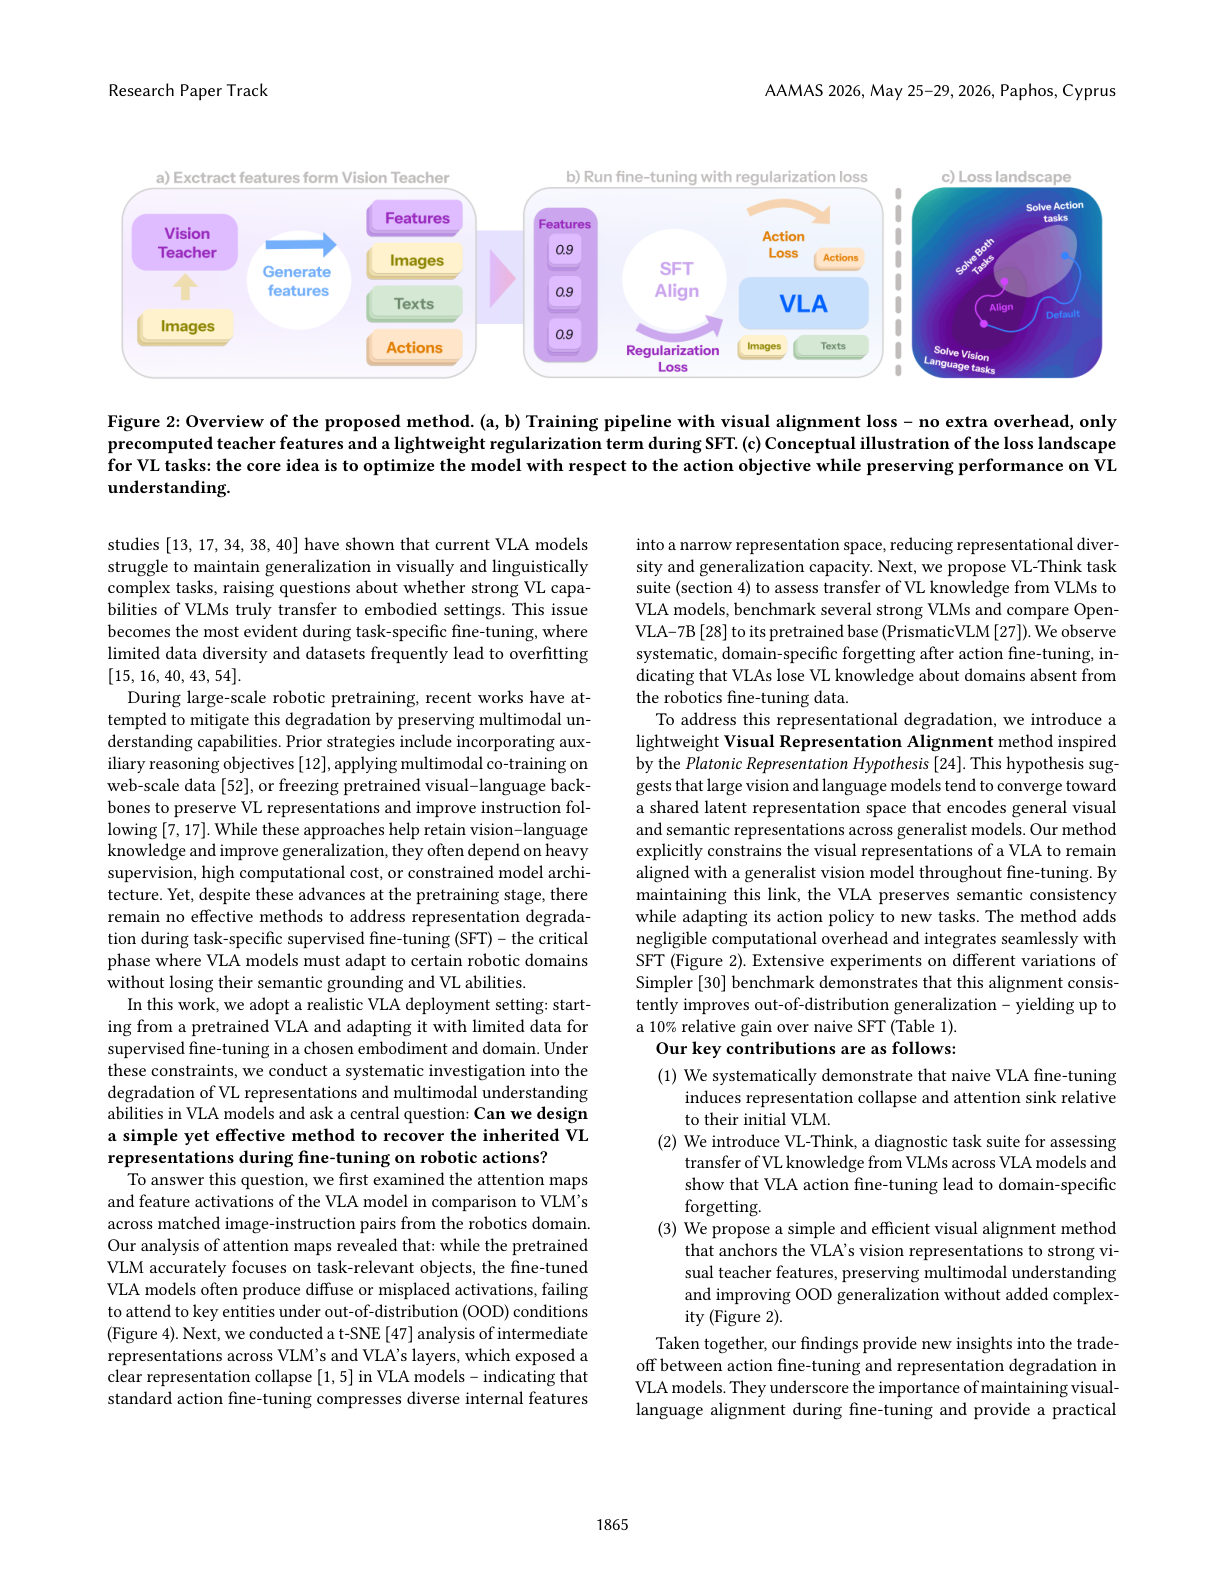 Research Paper Track
AAMAS 2026, May 25–29, 2026, Paphos, Cyprus
a) Exctract features form Vision Teacher
Vision
Teacher
Images
Generate
features
Features
Images
Texts
Actions
b) Run fine-tuning with regularization loss
Features
0.9
0.9
0.9
SFT
Align
Regularization
Loss
Action
Loss
Actions
VLA
Images
Texts
c) Loss landscape
Solve Action
tasks
Solve Both
Tasks
Align
Default
Solve Vision
Language tasks
Figure 2: Overview of the proposed method. (a, b) Training pipeline with visual alignment loss – no extra overhead, only
precomputed teacher features and a lightweight regularization term during SFT. (c) Conceptual illustration of the loss landscape
for VL tasks: the core idea is to optimize the model with respect to the action objective while preserving performance on VL
understanding.
studies [13, 17, 34, 38, 40] have shown that current VLA models
struggle to maintain generalization in visually and linguistically
complex tasks, raising questions about whether strong VL capa-
bilities of VLMs truly transfer to embodied settings. This issue
becomes the most evident during task-specific fine-tuning, where
limited data diversity and datasets frequently lead to overfitting
[15, 16, 40, 43, 54].
During large-scale robotic pretraining, recent works have at-
tempted to mitigate this degradation by preserving multimodal un-
derstanding capabilities. Prior strategies include incorporating aux-
iliary reasoning objectives [12], applying multimodal co-training on
web-scale data [52], or freezing pretrained visual–language back-
bones to preserve VL representations and improve instruction fol-
lowing [7, 17]. While these approaches help retain vision–language
knowledge and improve generalization, they often depend on heavy
supervision, high computational cost, or constrained model archi-
tecture. Yet, despite these advances at the pretraining stage, there
remain no effective methods to address representation degrada-
tion during task-specific supervised fine-tuning (SFT) – the critical
phase where VLA models must adapt to certain robotic domains
without losing their semantic grounding and VL abilities.
In this work, we adopt a realistic VLA deployment setting: start-
ing from a pretrained VLA and adapting it with limited data for
supervised fine-tuning in a chosen embodiment and domain. Under
these constraints, we conduct a systematic investigation into the
degradation of VL representations and multimodal understanding
abilities in VLA models and ask a central question: Can we design
a simple yet effective method to recover the inherited VL
representations during fine-tuning on robotic actions?
To answer this question, we first examined the attention maps
and feature activations of the VLA model in comparison to VLM's
across matched image-instruction pairs from the robotics domain.
Our analysis of attention maps revealed that: while the pretrained
VLM accurately focuses on task-relevant objects, the fine-tuned
VLA models often produce diffuse or misplaced activations, failing
to attend to key entities under out-of-distribution (OOD) conditions
(Figure 4). Next, we conducted a t-SNE [47] analysis of intermediate
representations across VLM's and VLA's layers, which exposed a
clear representation collapse [1, 5] in VLA models – indicating that
standard action fine-tuning compresses diverse internal features
into a narrow representation space, reducing representational diver-
sity and generalization capacity. Next, we propose VL-Think task
suite (section 4) to assess transfer of VL knowledge from VLMs to
VLA models, benchmark several strong VLMs and compare Open-
VLA–7B [28] to its pretrained base (PrismaticVLM [27]). We observe
systematic, domain-specific forgetting after action fine-tuning, in-
dicating that VLAs lose VL knowledge about domains absent from
the robotics fine-tuning data.
To address this representational degradation, we introduce a
lightweight Visual Representation Alignment method inspired
by the Platonic Representation Hypothesis [24]. This hypothesis sug-
gests that large vision and language models tend to converge toward
a shared latent representation space that encodes general visual
and semantic representations across generalist models. Our method
explicitly constrains the visual representations of a VLA to remain
aligned with a generalist vision model throughout fine-tuning. By
maintaining this link, the VLA preserves semantic consistency
while adapting its action policy to new tasks. The method adds
negligible computational overhead and integrates seamlessly with
SFT (Figure 2). Extensive experiments on different variations of
Simpler [30] benchmark demonstrates that this alignment consis-
tently improves out-of-distribution generalization – yielding up to
a 10% relative gain over naive SFT (Table 1).
Our key contributions are as follows:
(1) We systematically demonstrate that naive VLA fine-tuning
induces representation collapse and attention sink relative
to their initial VLM.
(2) We introduce VL-Think, a diagnostic task suite for assessing
transfer of VL knowledge from VLMs across VLA models and
show that VLA action fine-tuning lead to domain-specific
forgetting.
(3) We propose a simple and efficient visual alignment method
that anchors the VLA's vision representations to strong vi-
sual teacher features, preserving multimodal understanding
and improving OOD generalization without added complex-
ity (Figure 2).
Taken together, our findings provide new insights into the trade-
off between action fine-tuning and representation degradation in
VLA models. They underscore the importance of maintaining visual-
language alignment during fine-tuning and provide a practical
1865